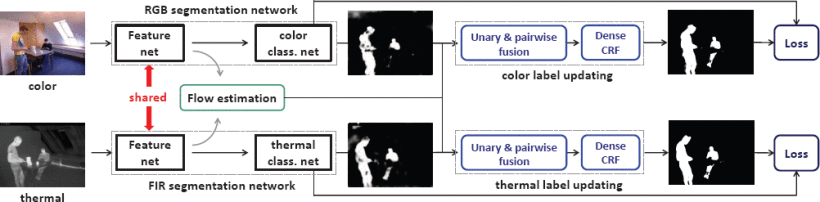 RGB segmentation network
Feature
net
color
class. net
Unary & pairwise
fusion
Dense
CRF
Loss
color label updating
color
shared
Flow estimation
Feature
net
thermal
class. net
Unary & pairwise
fusion
Dense
CRF
Loss
FIR segmentation network
thermal label updating
thermal